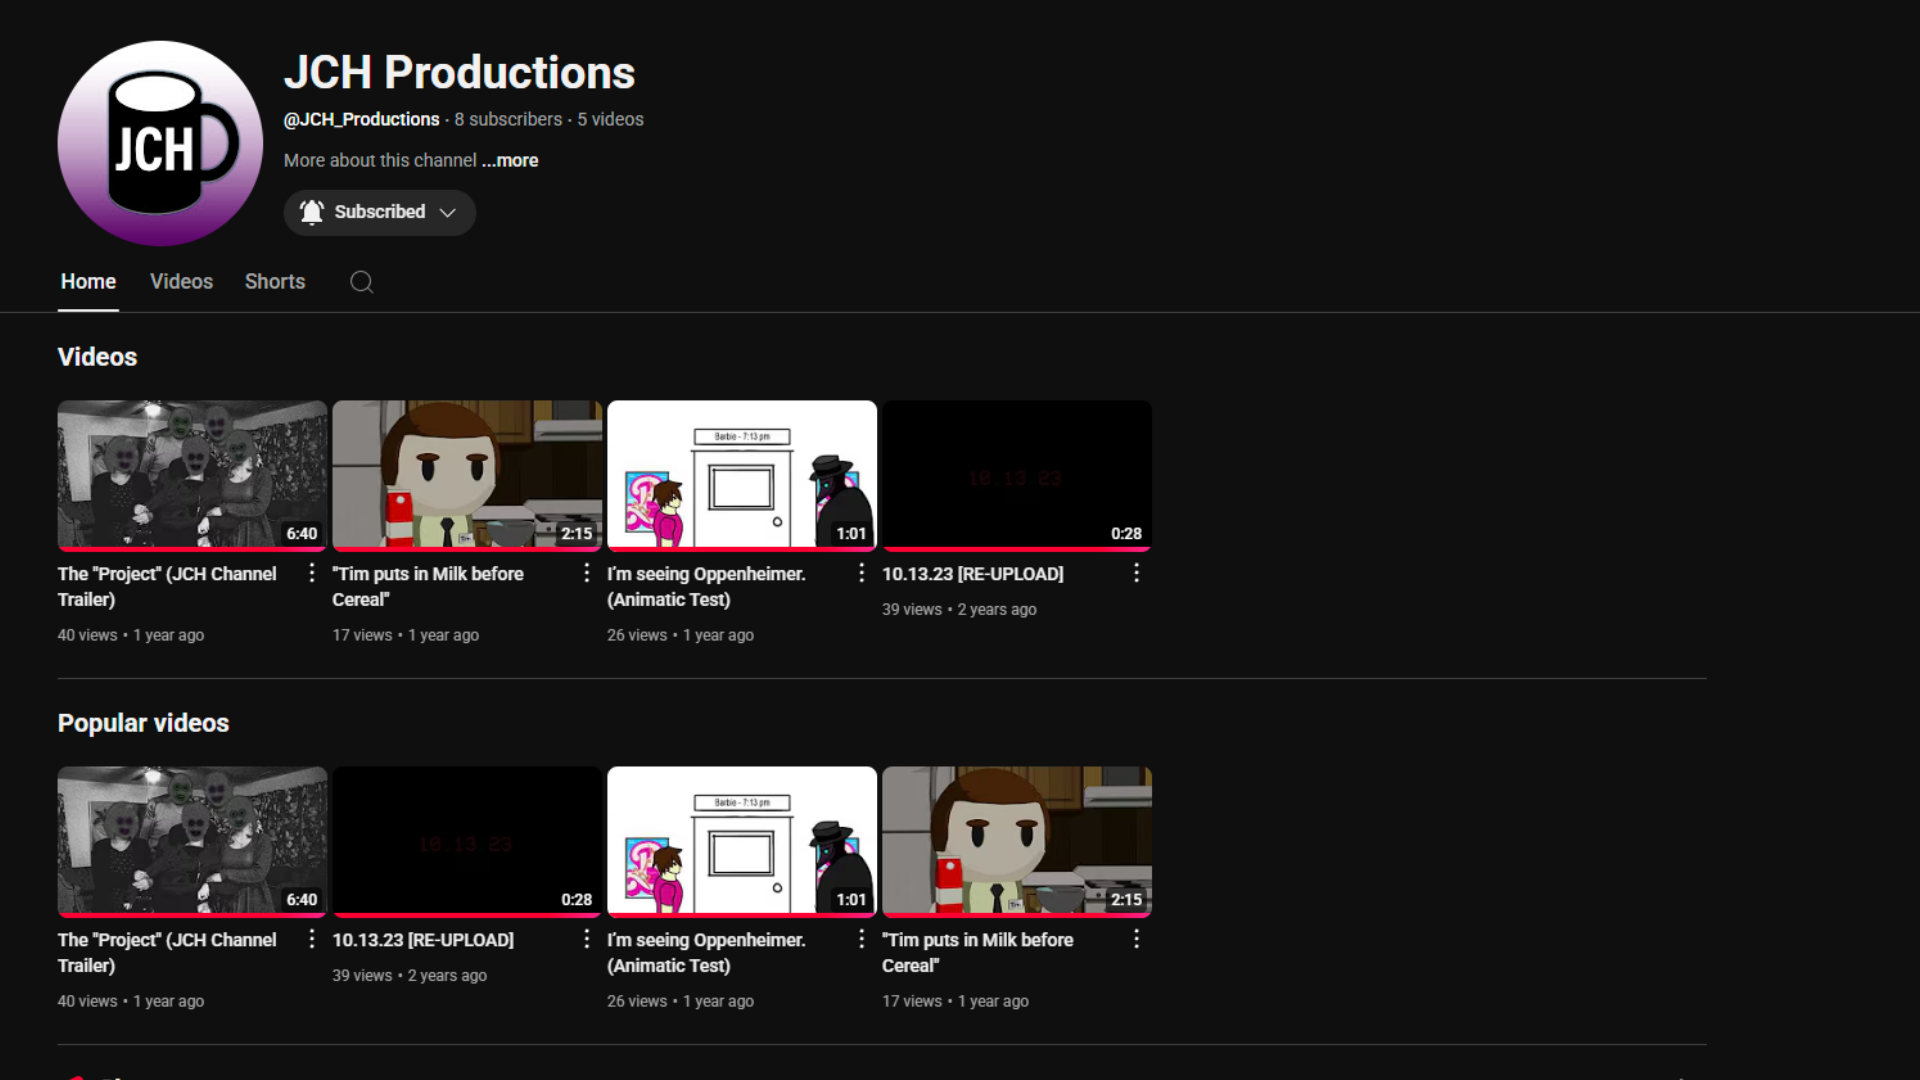 JCH
JCH Productions
@JCH_Productions · 8 subscribers · 5 videos
More about this channel ...more
Subscribed
Home Videos Shorts
Videos
6:40
2:15
Tim
Barbie - 7:13 pm
1:01
10.13 23
0:28
The "Project" (JCH Channel
Trailer)
40 views • 1 year ago
"Tim puts in Milk before
Cereal"
17 views • 1 year ago
I'm seeing Oppenheimer.
(Animatic Test)
26 views • 1 year ago
10.13.23 [RE-UPLOAD]
39 views • 2 years ago
Popular videos
6:40
10.13.23
0:28
Barbie - 7:13 pm
1:01
Tim
2:15
The "Project" (JCH Channel
Trailer)
40 views • 1 year ago
10.13.23 [RE-UPLOAD]
39 views • 2 years ago
I'm seeing Oppenheimer.
(Animatic Test)
26 views • 1 year ago
"Tim puts in Milk before
Cereal"
17 views • 1 year ago